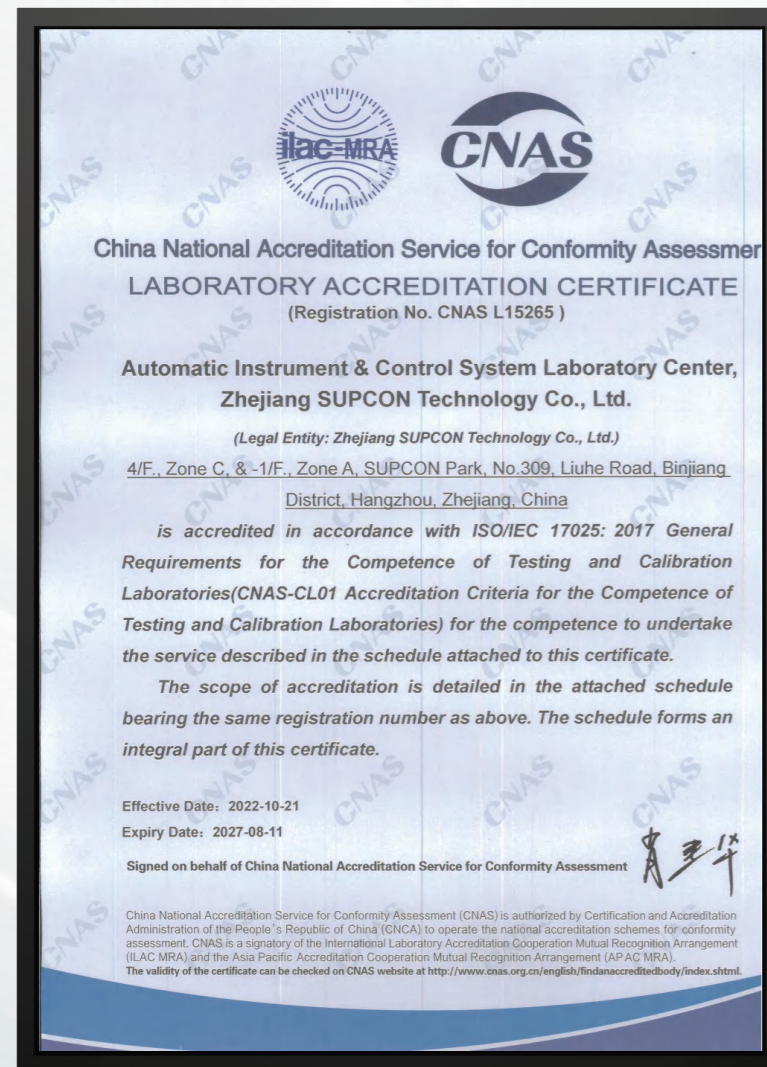 ilac-MRA
CNAS
China National Accreditation Service for Conformity Assessmen
LABORATORY ACCREDITATION CERTIFICATE
(Registration No. CNAS L15265 )
Automatic Instrument & Control System Laboratory Center,
Zhejiang SUPCON Technology Co., Ltd.
(Legal Entity: Zhejiang SUPCON Technology Co., Ltd.)
4/F., Zone C, & -1/F., Zone A, SUPCON Park, No.309, Liuhe Road, Binjiang
District, Hangzhou, Zhejiang, China
is accredited in accordance with ISO/IEC 17025: 2017 General
Requirements for the Competence of Testing and Calibration
Laboratories(CNAS-CL01 Accreditation Criteria for the Competence of
Testing and Calibration Laboratories) for the competence to undertake
the service described in the schedule attached to this certificate.
The scope of accreditation is detailed in the attached schedule
bearing the same registration number as above. The schedule forms an
integral part of this certificate.
Effective Date: 2022-10-21
Expiry Date: 2027-08-11
Signed on behalf of China National Accreditation Service for Conformity Assessment
China National Accreditation Service for Conformity Assessment (CNAS) is authorized by Certification and Accreditation
Administration of the People's Republic of China (CNCA) to operate the national accreditation schemes for conformity
assessment. CNAS is a signatory of the International Laboratory Accreditation Cooperation Mutual Recognition Arrangement
(ILAC MRA) and the Asia Pacific Accreditation Cooperation Mutual Recognition Arrangement (APAC MRA).
The validity of the certificate can be checked on CNAS website at http://www.cnas.org.cn/english/findanaccreditedbody/index.shtml.